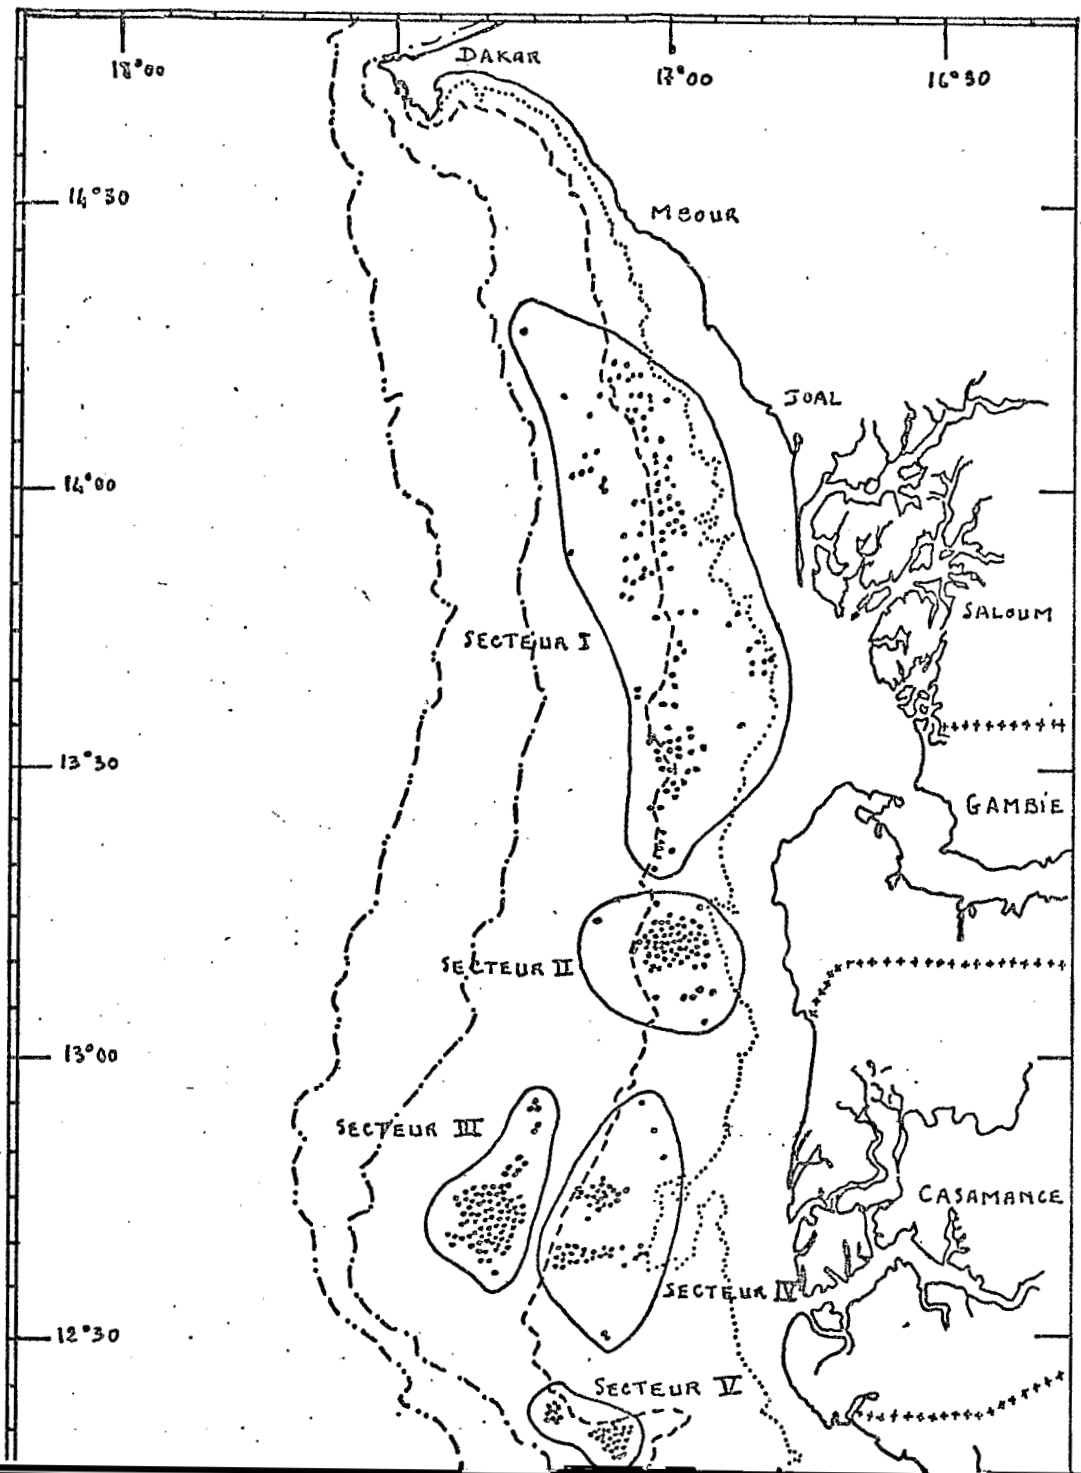 DAKAR
18°00
17°00
16°30
14°30
MBOUR
JOAL
14°00
SALOUM
SECTEUR I
13°30
GAMBIE
SECTEUR II
13°00
SECTEUR III
CASAMANCE
SECTEUR IV
12°30
SECTEUR V